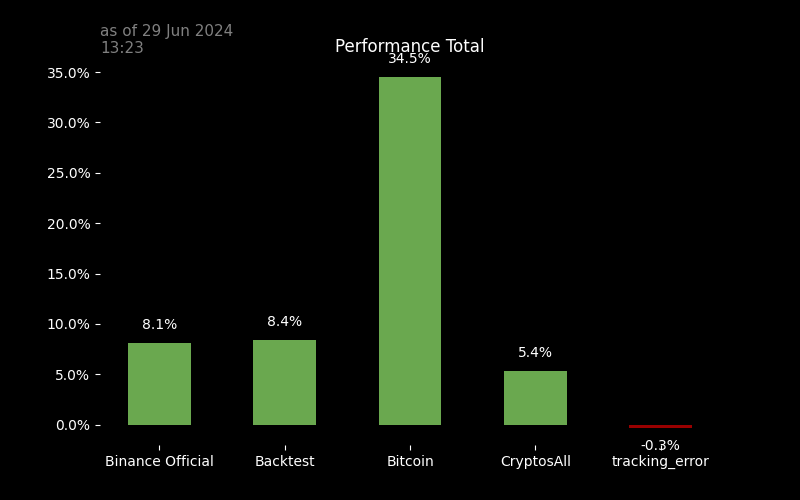 as of 29 Jun 2024
13:23
Performance Total
35.0%
30.0%
25.0%
20.0%
15.0%
10.0%
5.0%
0.0%
8.1%
8.4%
34.5%
5.4%
-0.3%
Binance Official
Backtest
Bitcoin
CryptosAll
tracking_error